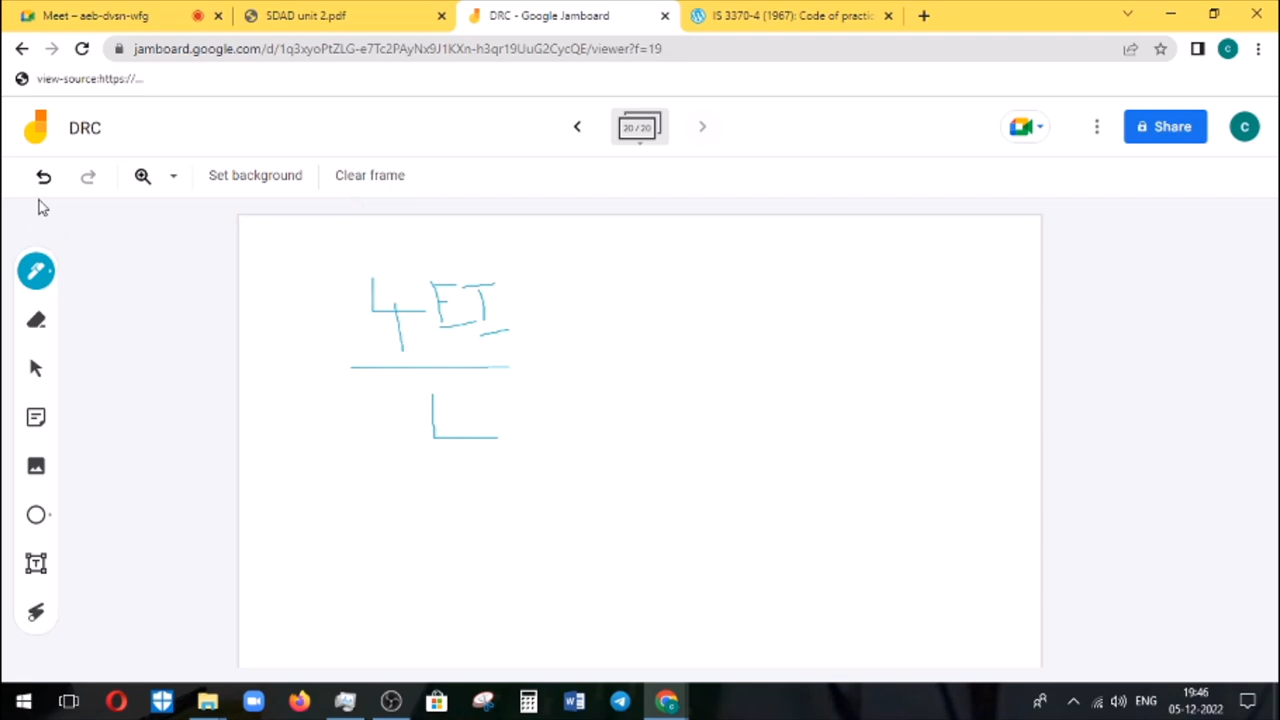 Meet – aeb-dvsn-wfg
SDAD unit 2.pdf
DRC - Google Jamboard
IS 3370-4 (1967): Code of practic
jamboard.google.com/d/1q3xyoPtZLG-e7Tc2PAyNx9J1KXn-h3qr19UuG2CycQE/viewer?f=19
C
view-source:https://...
DRC
20 / 20
Share
C
Set background
Clear frame
4EI
L
ENG
19:46
05-12-2022